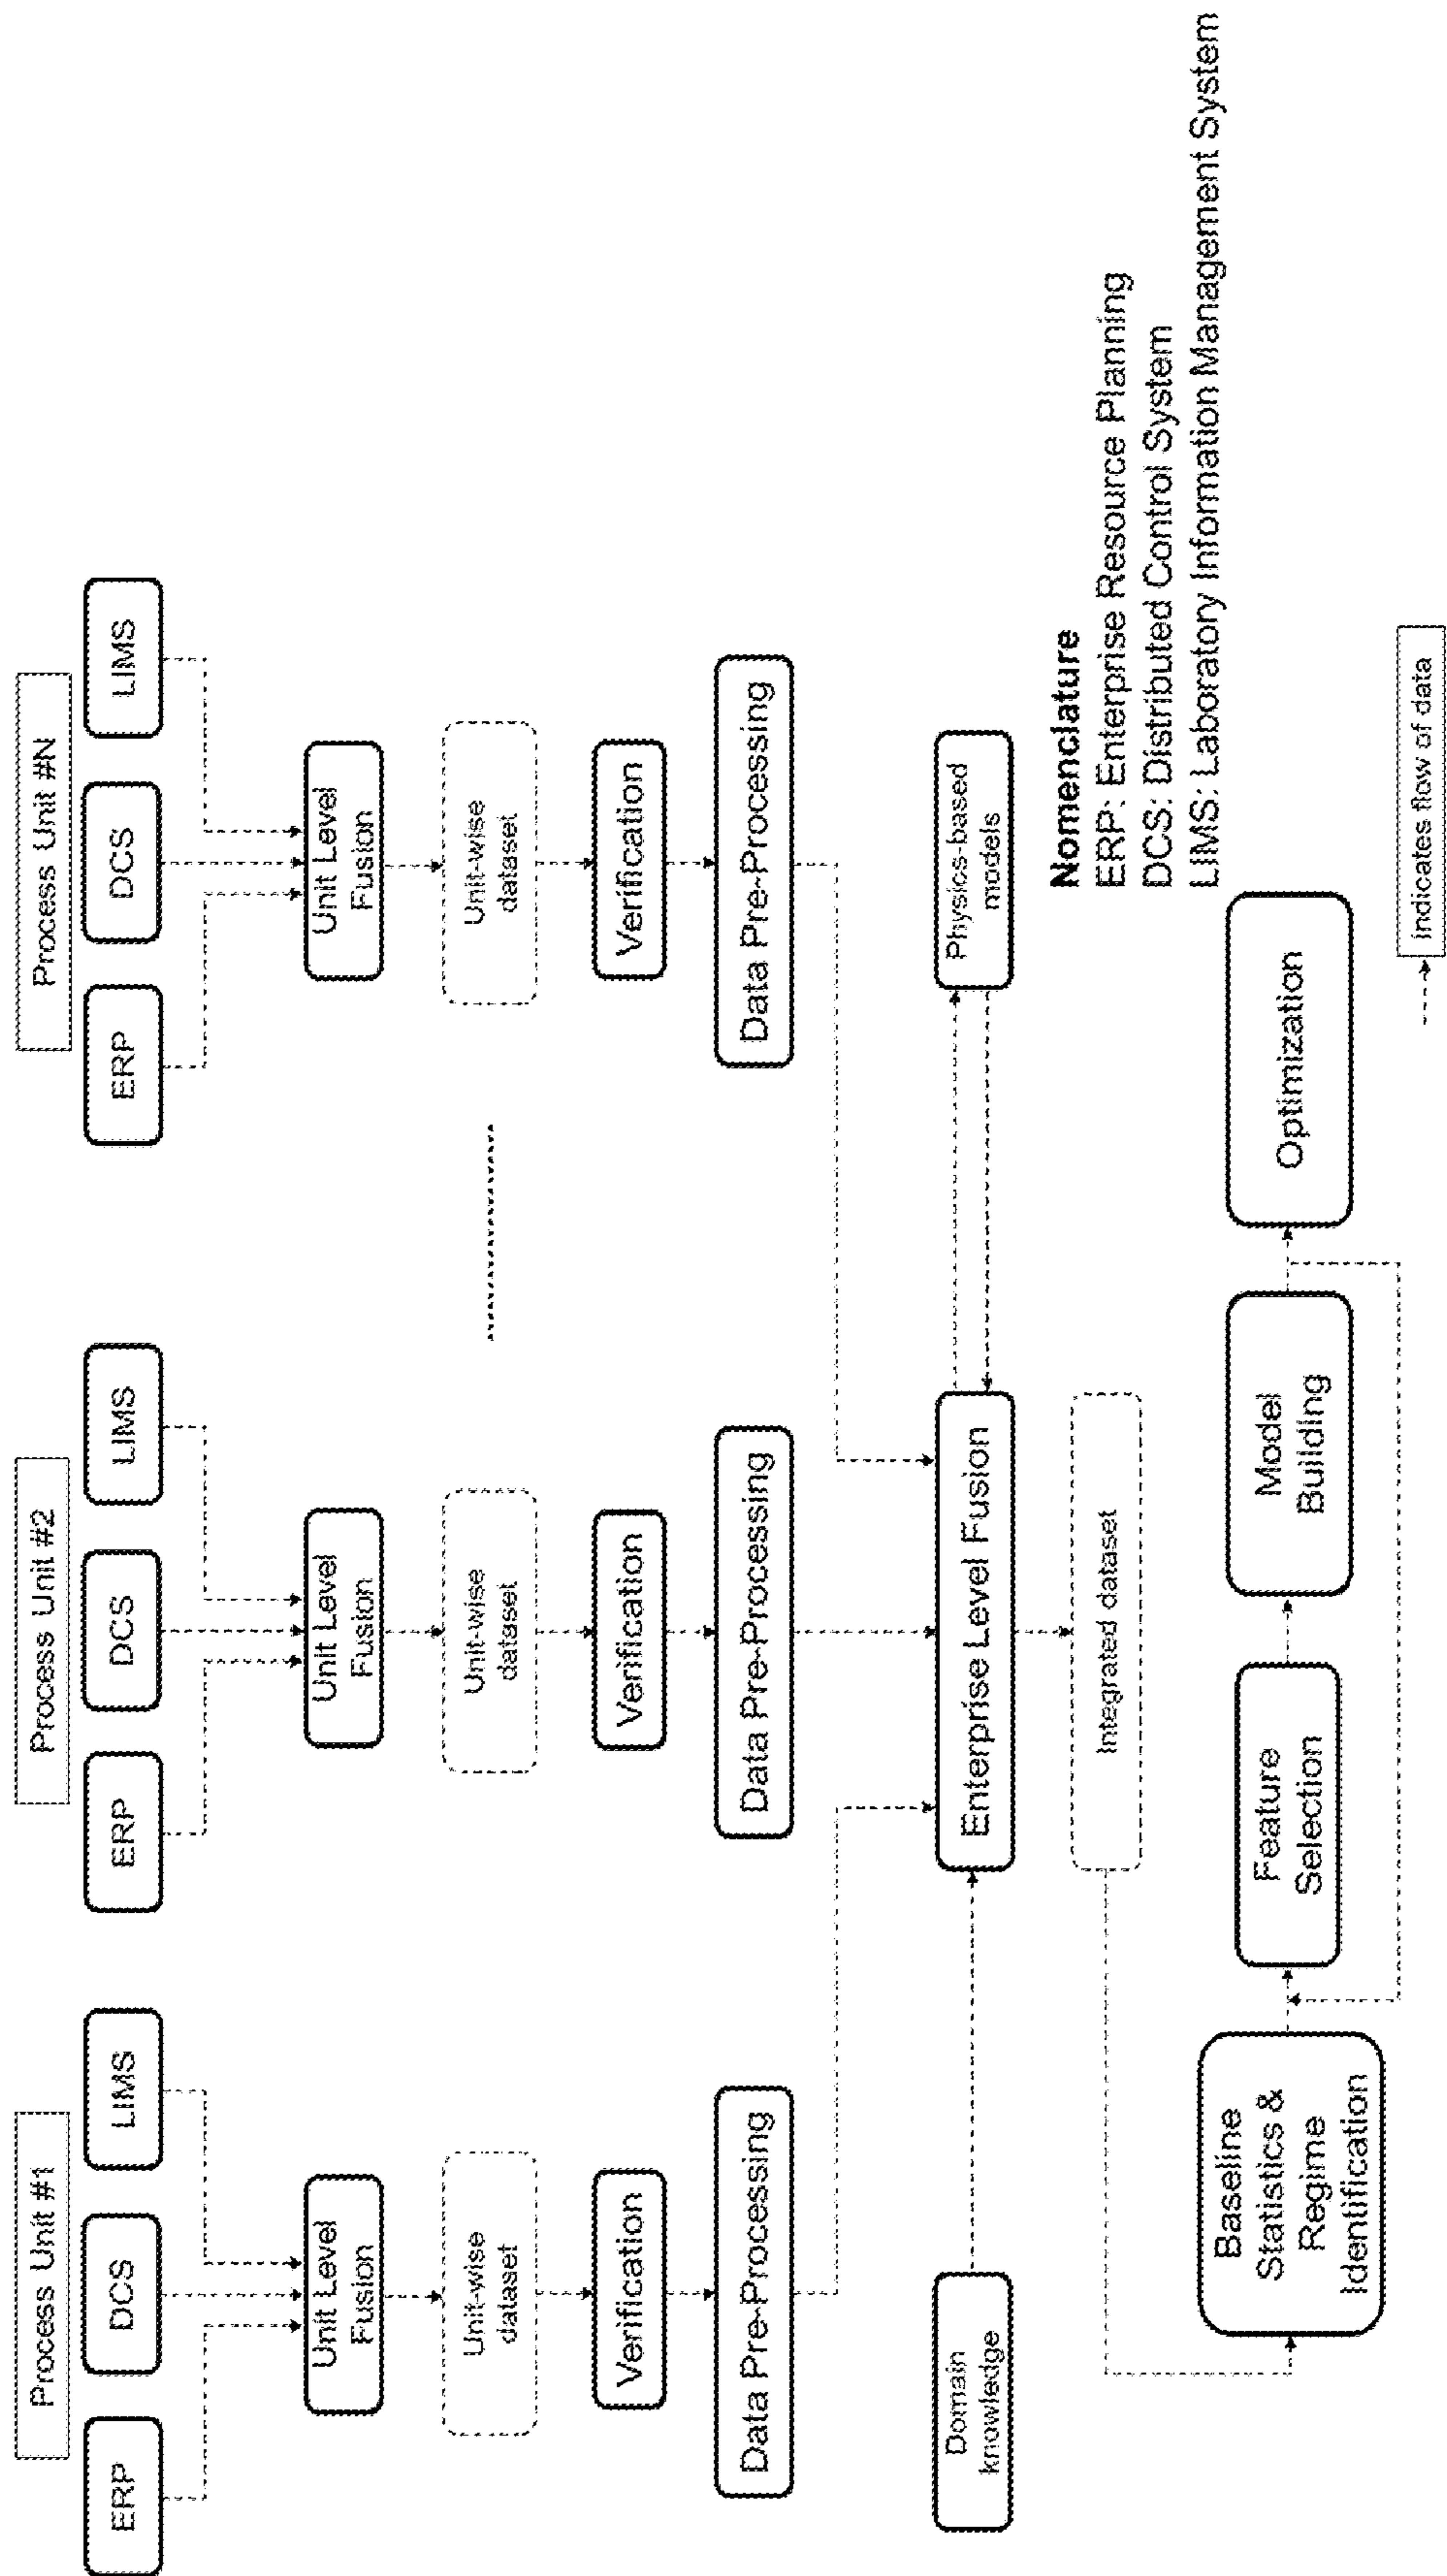 Process Unit #1
Process Unit #2
Process Unit #N
ERP
DCS
LIMS
ERP
DCS
LIMS
ERP
DCS
LIMS
Unit Level
Fusion
Unit Level
Fusion
Unit Level
Fusion
Unit-wise
dataset
Unit-wise
dataset
Unit-wise
dataset
Verification
Verification
Verification
Data Pre-Processing
Data Pre-Processing
Data Pre-Processing
Domain
knowledge
Enterprise Level Fusion
Physics-based
models
Integrated dataset
Nomenclature
ERP: Enterprise Resource Planning
DCS: Distributed Control System
LIMS: Laboratory Information Management System
Baseline
Statistics &
Regime
Identification
Feature
Selection
Model
Building
Optimization
Indicates flow of data